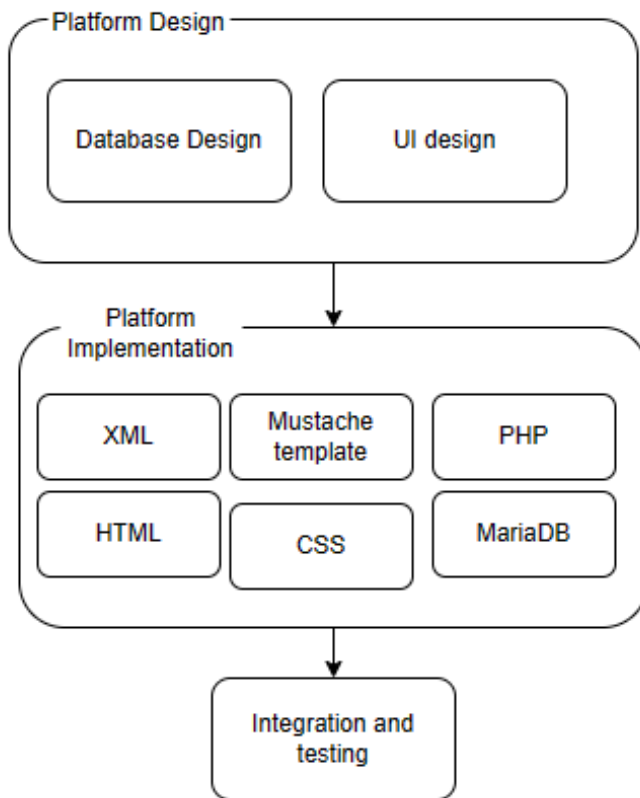 Platform Design
Database Design
UI design
Platform
Implementation
XML
Mustache
template
PHP
HTML
CSS
MariaDB
Integration and
testing